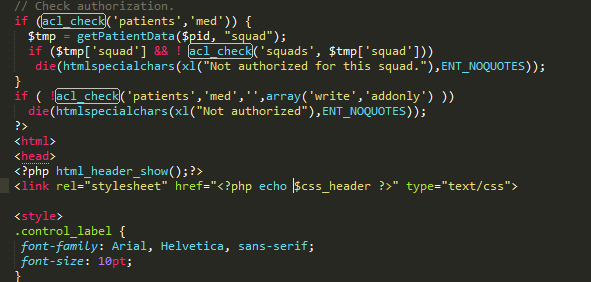 // Check authorization.
if (acl_check('patients','med')) {
$tmp = getPatientData($pid, "squad");
if ($tmp['squad'] && ! acl_check('squads', $tmp['squad']))
die(htmlspecialchars(xl("Not authorized for this squad."),ENT_NOQUOTES));
}
if ( !acl_check('patients','med','',array('write','addonly') ))
die(htmlspecialchars(xl("Not authorized"),ENT_NOQUOTES));
?>
<html>
<head>
<?php html_header_show();?>
<link rel="stylesheet" href="<?php echo $css_header ?>" type="text/css">
<style>
.control_label {
font-family: Arial, Helvetica, sans-serif;
font-size: 10pt;
}